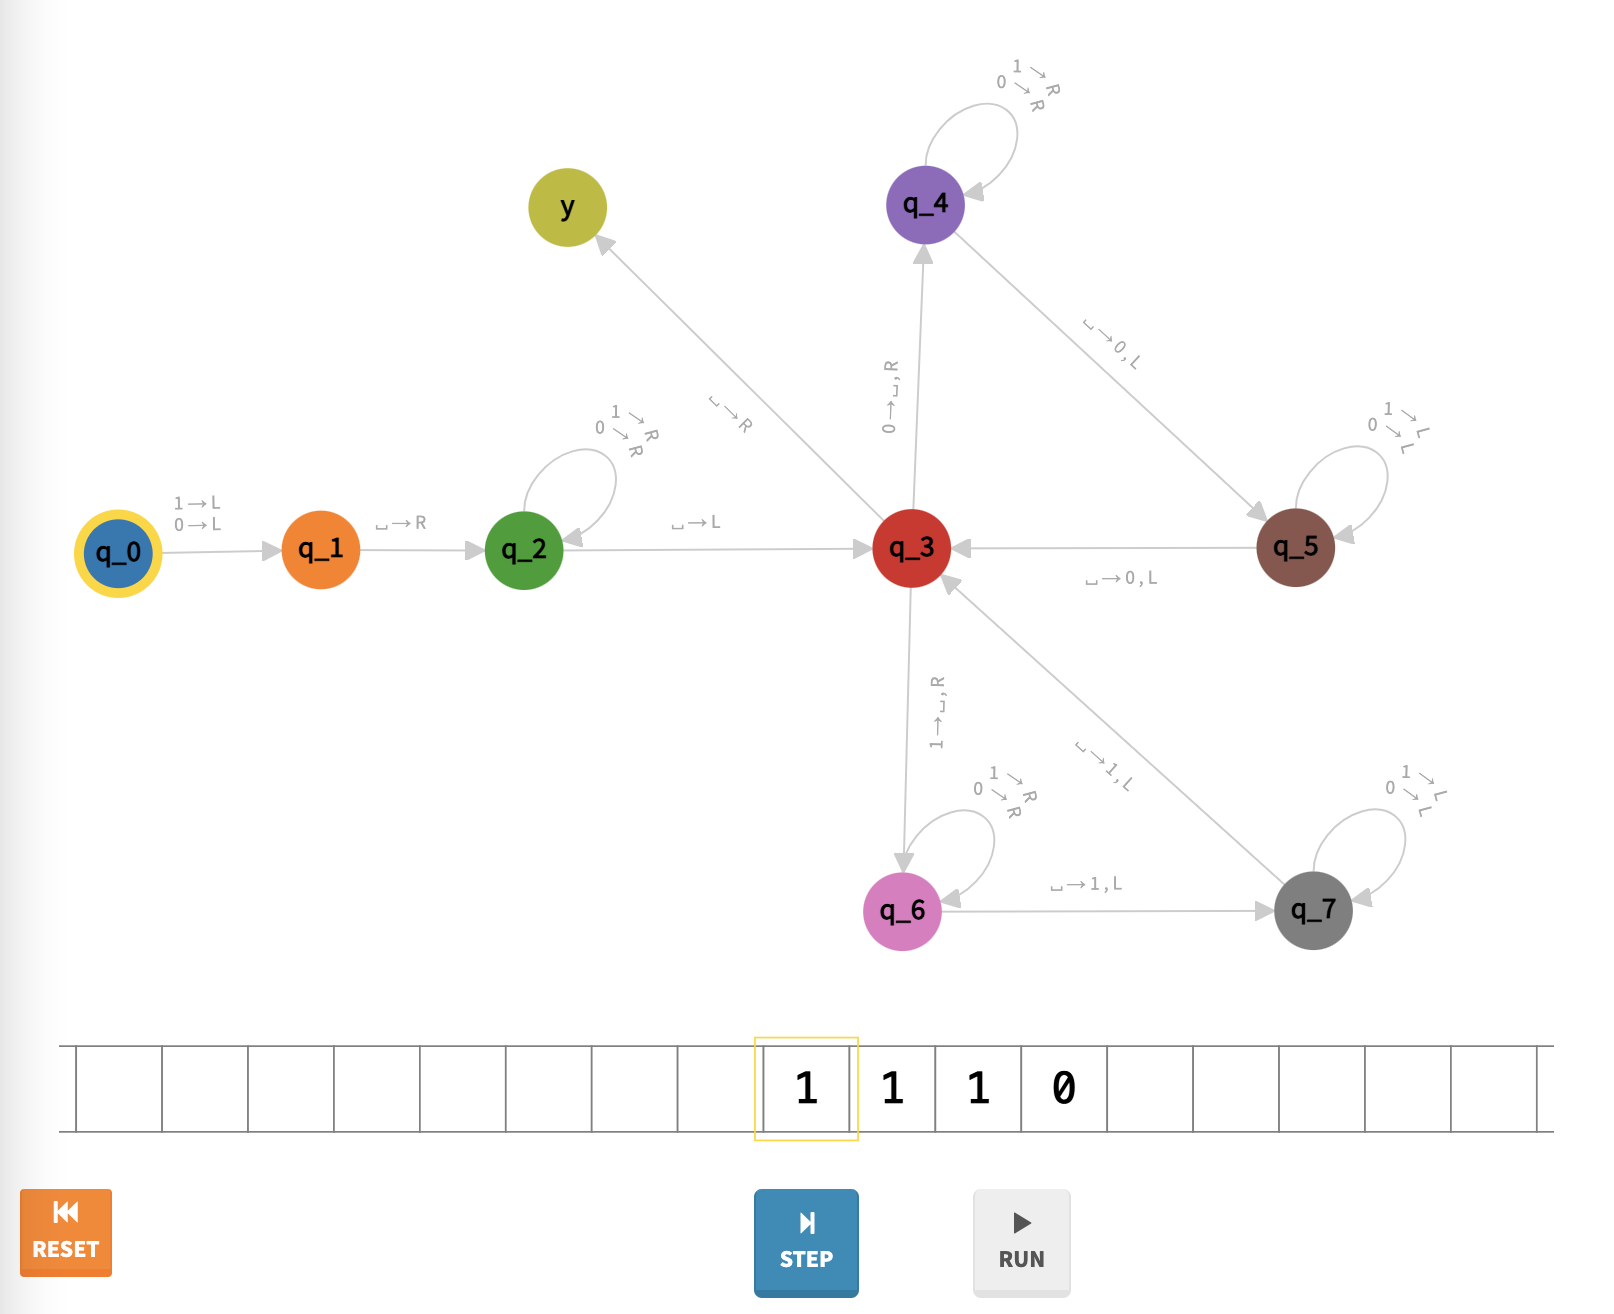 1→R
0→R
y
q_4
␣→0,L
0→␣,R
␣→R
1→R
0→R
1→L
0→L
1→L
0→L
␣→R
␣→L
q_0
q_1
q_2
q_3
q_5
␣→0,L
1→␣,R
␣→1,L
1→R
0→R
1→L
0→L
␣→1,L
q_6
q_7
1 1 1 0
RESET
STEP
RUN